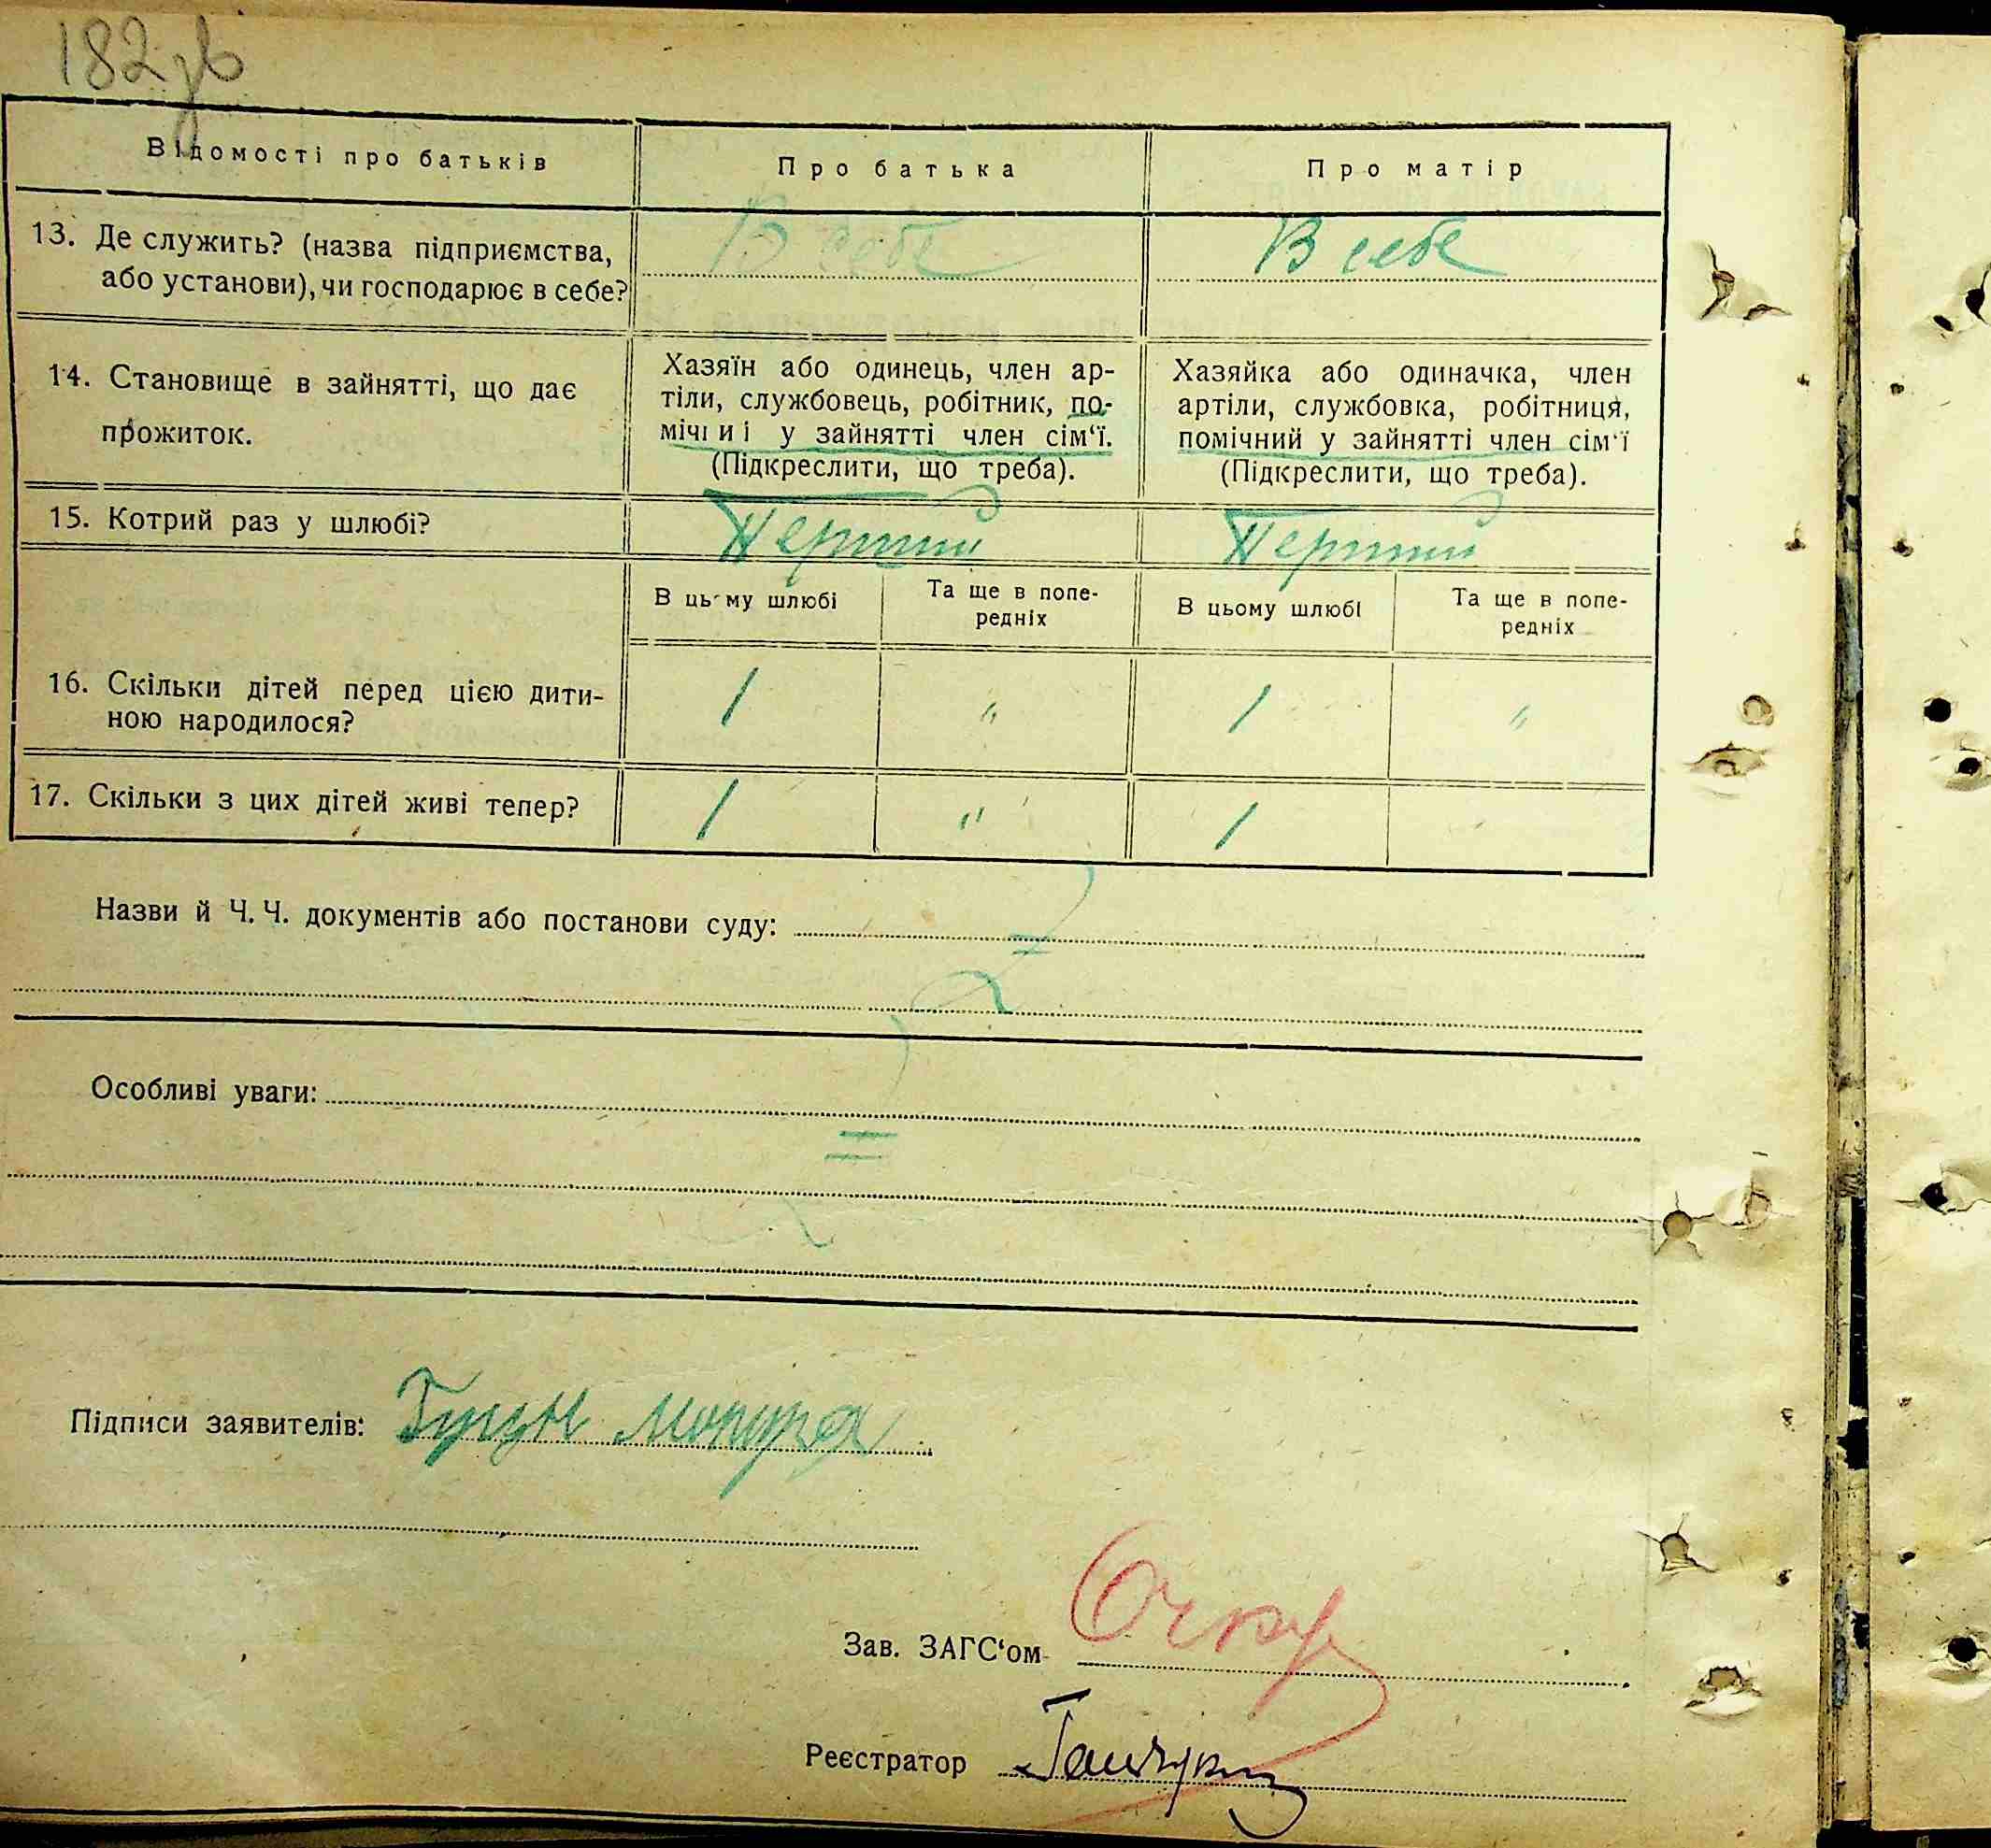 182зв
Відомості про батьків
Про батька
Про матір
13. Де служить? (назва підприємства,
або установи), чи господарює в себе?
В себе
В себе
14. Становище в зайнятті, що дає
прожиток.
Хазяїн або одинець, член ар-
тіли, службовець, робітник, по-
мічний у зайнятті член сім‘ї.
(Підкреслити, що треба).
Хазяйка або одиначка, член
артіли, службовка, робітниця,
помічний у зайнятті член сім‘ї
(Підкреслити, що треба).
15. Котрий раз у шлюбі?
Перший
Перший
В цьому шлюбі
Та ще в попе-
редніх
В цьому шлюбі
Та ще в попе-
редніх
16. Скільки дітей перед цією дити-
ною народилося?
1
"
1
"
17. Скільки з цих дітей живі тепер?
1
"
1
Назви й Ч. Ч. документів або постанови суду:
Особливі уваги:
Підписи заявителів:
Зав. ЗАГС‘ом
Реєстратор